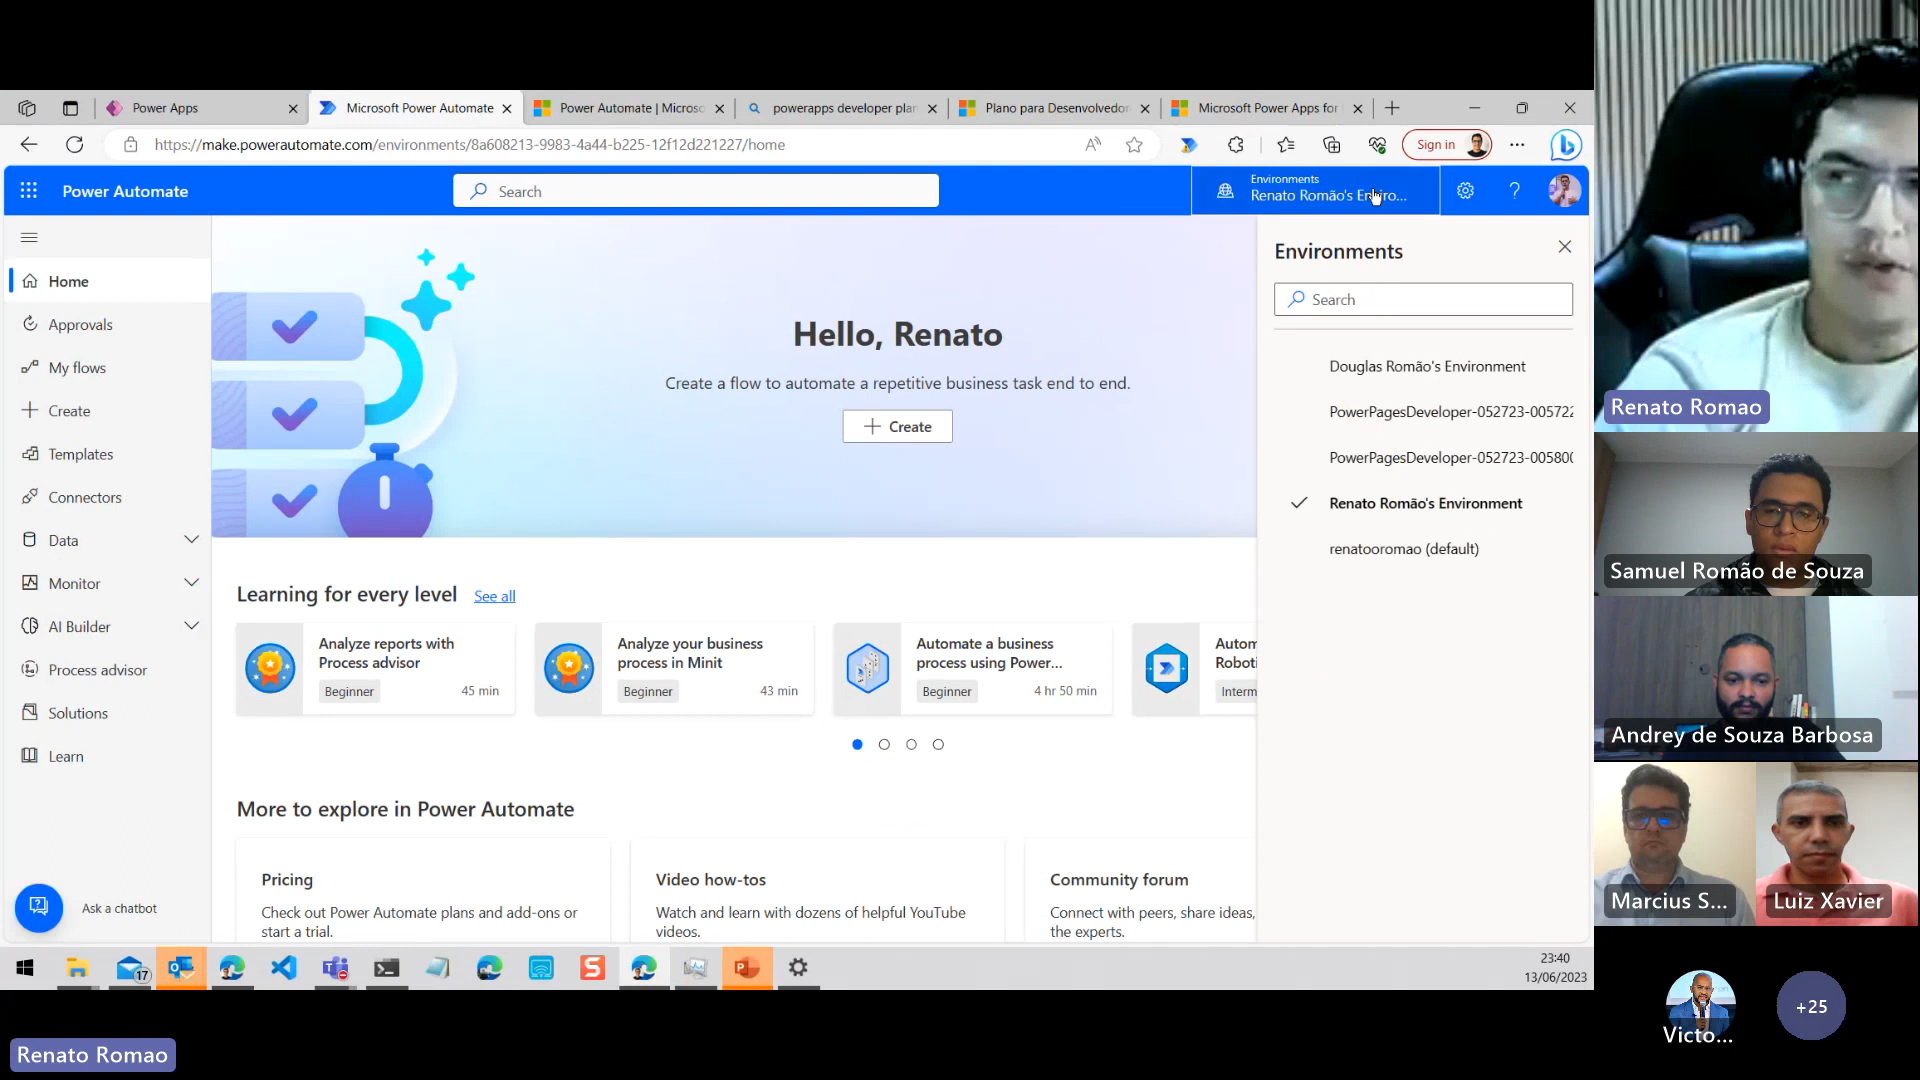 Power Apps
Microsoft Power Automate
Power Automate | Microso
powerapps developer plan
Plano para Desenvolvedor
Microsoft Power Apps for
https://make.powerautomate.com/environments/8a608213-9983-4a44-b225-12f12d221227/home
Sign in
Power Automate
Search
Environments
Renato Romão's Enviro...
Home
Approvals
My flows
Create
Templates
Connectors
Data
Monitor
AI Builder
Process advisor
Solutions
Learn
Ask a chatbot
Hello, Renato
Create a flow to automate a repetitive business task end to end.
Create
Learning for every level
See all
Analyze reports with
Process advisor
Beginner
45 min
Analyze your business
process in Minit
Beginner
43 min
Automate a business
process using Power...
Beginner
4 hr 50 min
Autom
Roboti
Interm
More to explore in Power Automate
Pricing
Check out Power Automate plans and add-ons or
start a trial.
Video how-tos
Watch and learn with dozens of helpful YouTube
videos.
Community forum
Connect with peers, share ideas,
the experts.
Environments
Search
Douglas Romão's Environment
PowerPagesDeveloper-052723-005722
PowerPagesDeveloper-052723-005800
Renato Romão's Environment
renatooromao (default)
17
23:40
13/06/2023
Renato Romao
Samuel Romão de Souza
Andrey de Souza Barbosa
Marcius S...
Luiz Xavier
Victo...
+25
Renato Romao